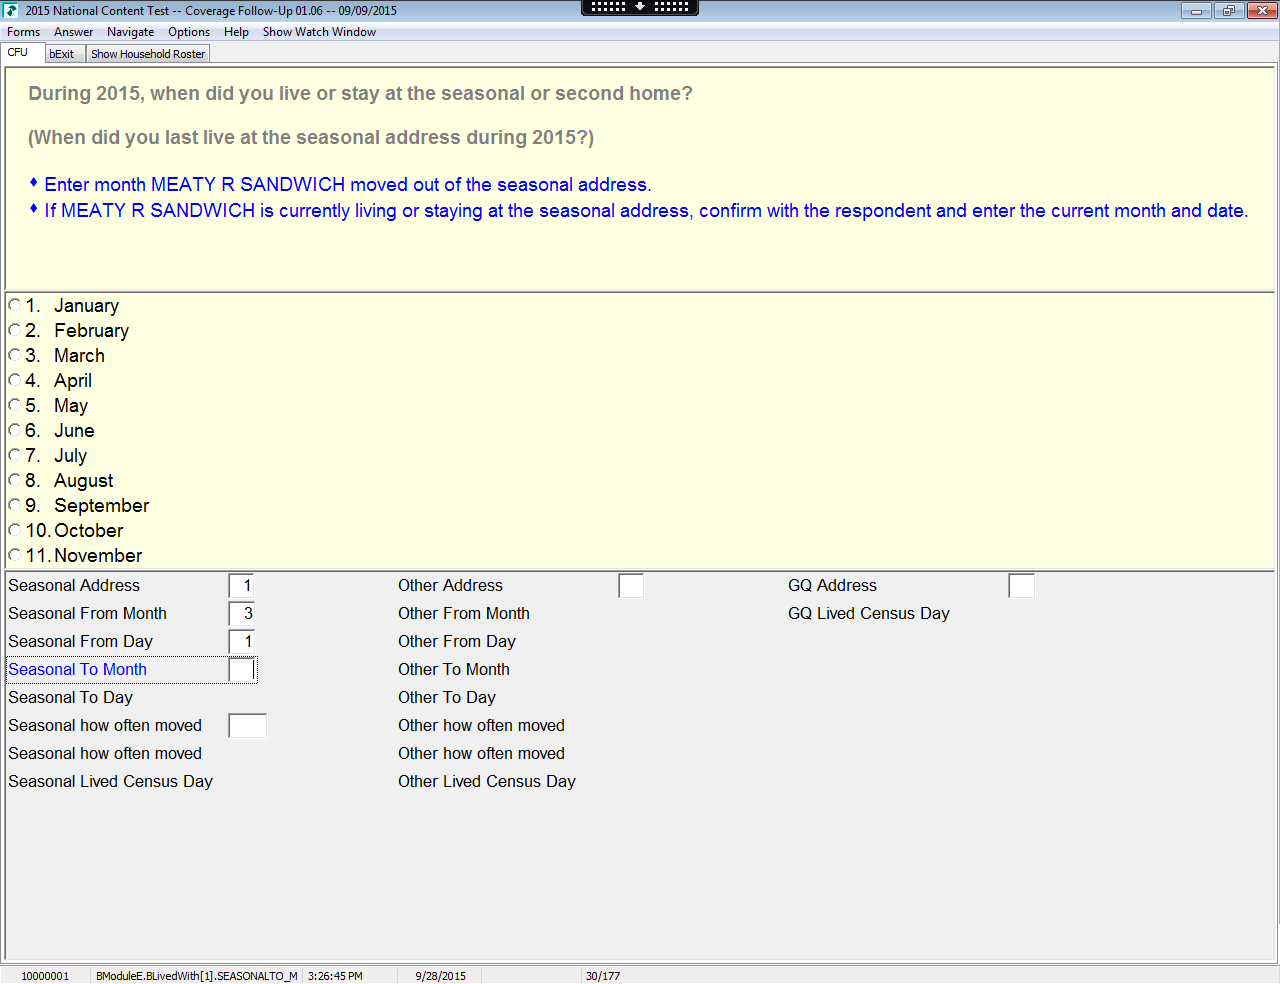 2015 National Content Test -- Coverage Follow-Up 01.06 -- 09/09/2015
Forms Answer Navigate Options Help Show Watch Window
CFU bExit Show Household Roster
During 2015, when did you live or stay at the seasonal or second home?
(When did you last live at the seasonal address during 2015?)
♦ Enter month MEATY R SANDWICH moved out of the seasonal address.
♦ If MEATY R SANDWICH is currently living or staying at the seasonal address, confirm with the respondent and enter the current month and date.
1. January
2. February
3. March
4. April
5. May
6. June
7. July
8. August
9. September
10. October
11. November
Seasonal Address 1 Other Address GQ Address
Seasonal From Month 3 Other From Month GQ Lived Census Day
Seasonal From Day 1 Other From Day
Seasonal To Month Other To Month
Seasonal To Day Other To Day
Seasonal how often moved Other how often moved
Seasonal how often moved Other how often moved
Seasonal Lived Census Day Other Lived Census Day
10000001 BModuleE.BLivedWith[1].SEASONALTO_M 3:26:45 PM 9/28/2015 30/177